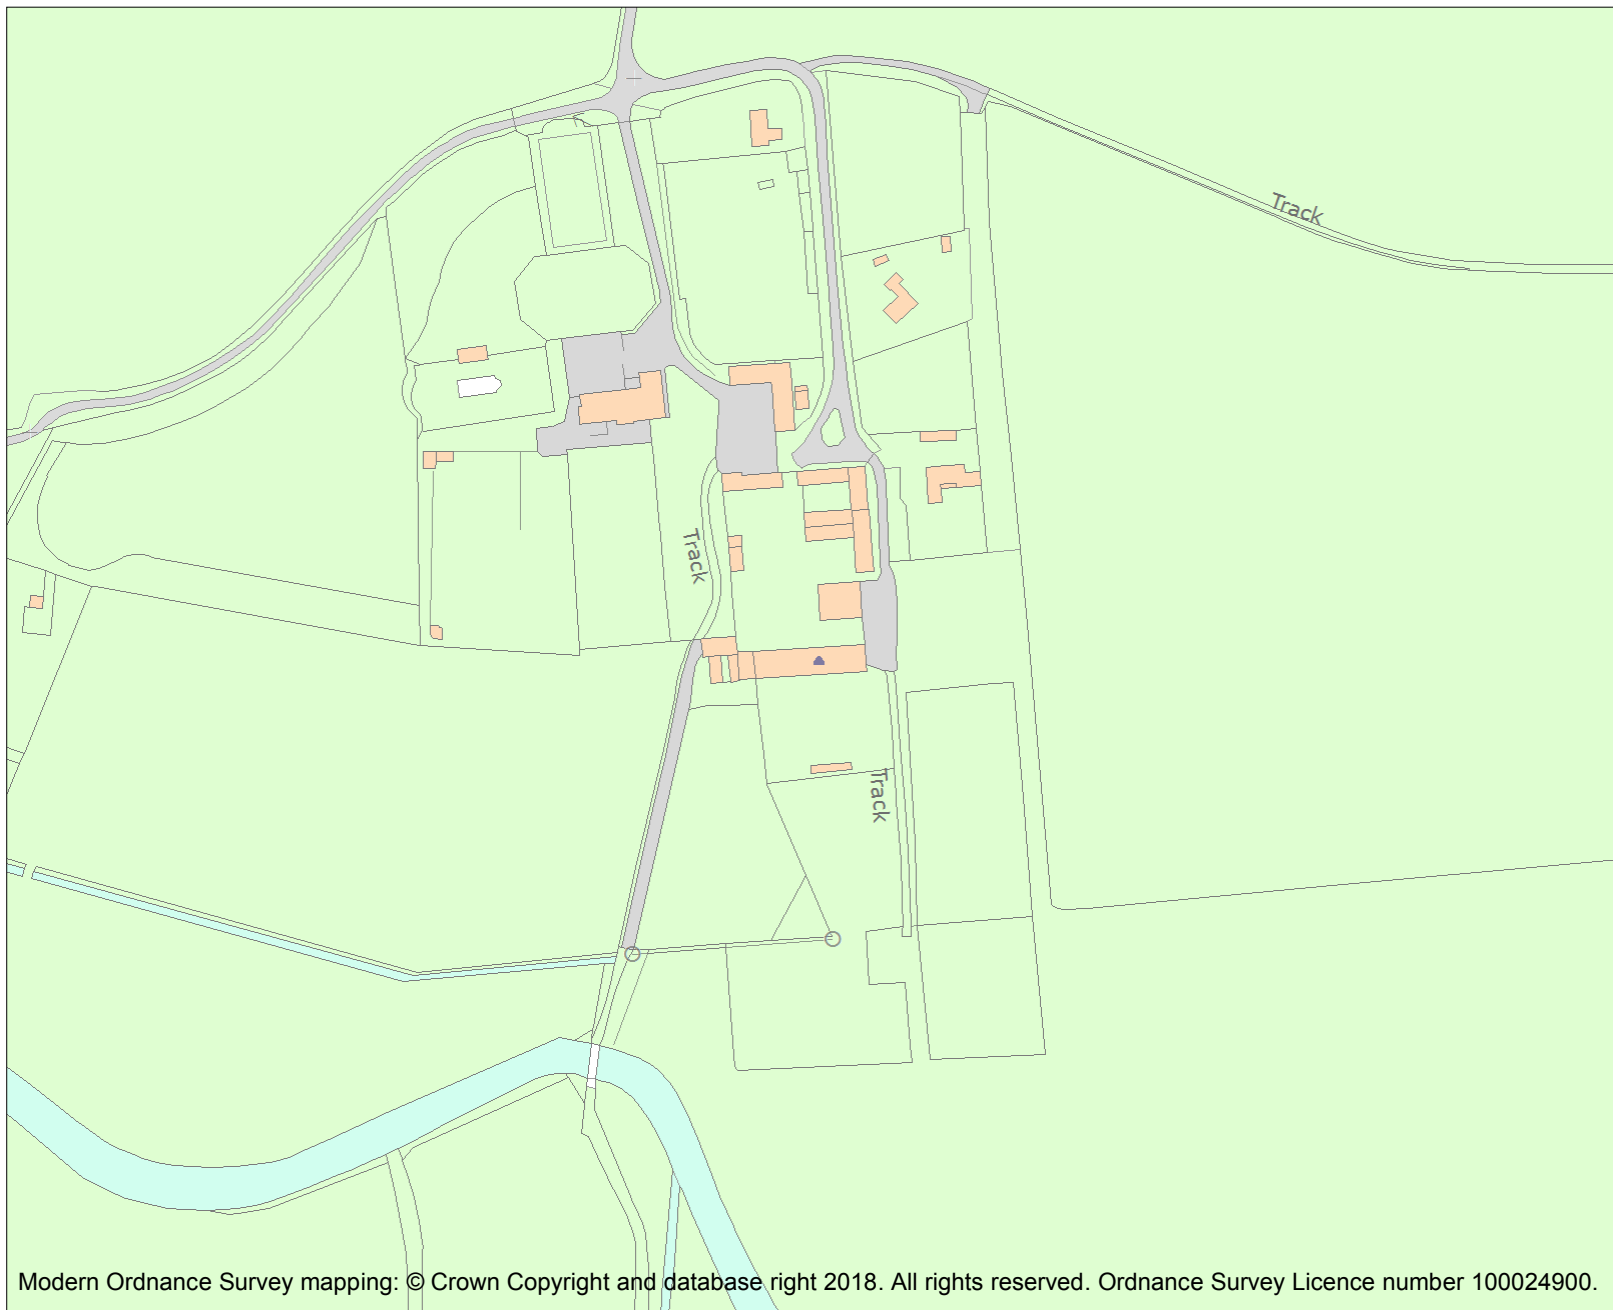 Track
Track
Track
Modern Ordnance Survey mapping: © Crown Copyright and database right 2018. All rights reserved. Ordnance Survey Licence number 100024900.